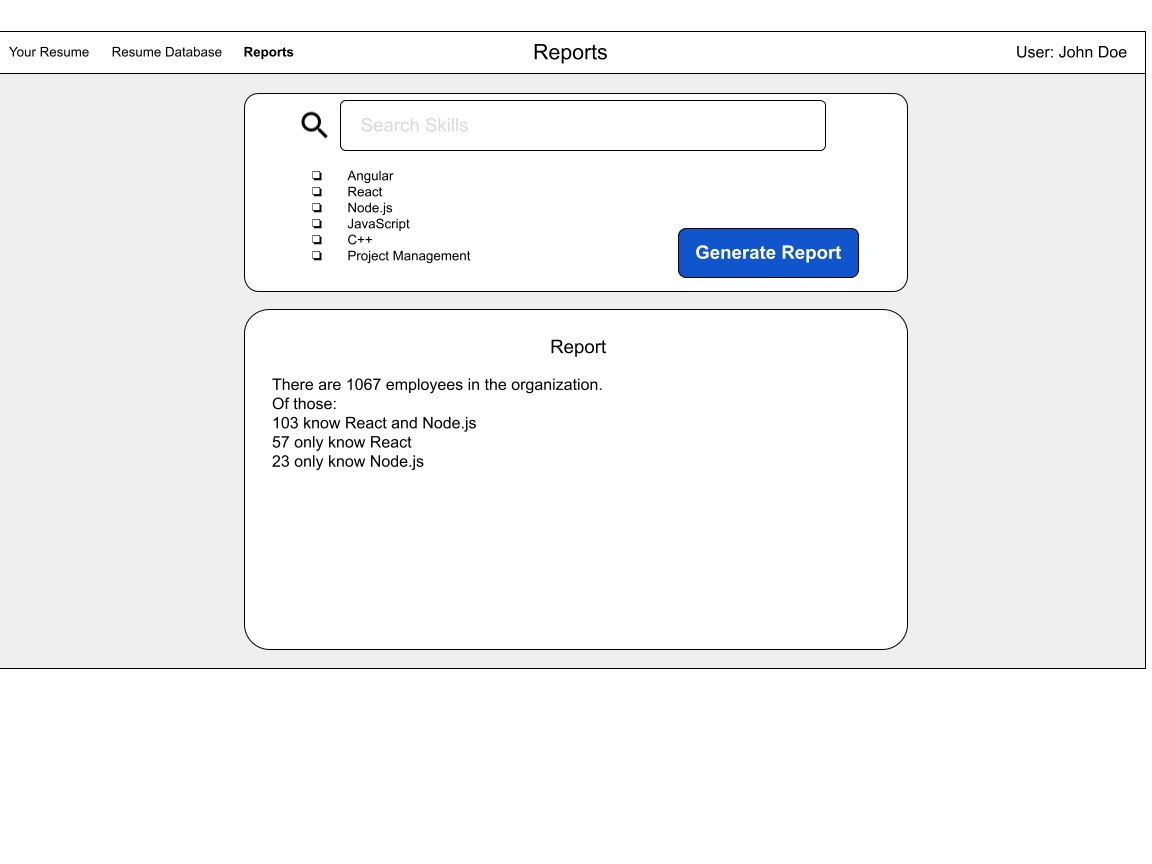 Your Resume Resume Database Reports Reports User: John Doe
Search Skills
❏ Angular
❏ React
❏ Node.js
❏ JavaScript
❏ C++
❏ Project Management
Generate Report
Report
There are 1067 employees in the organization.
Of those:
103 know React and Node.js
57 only know React
23 only know Node.js